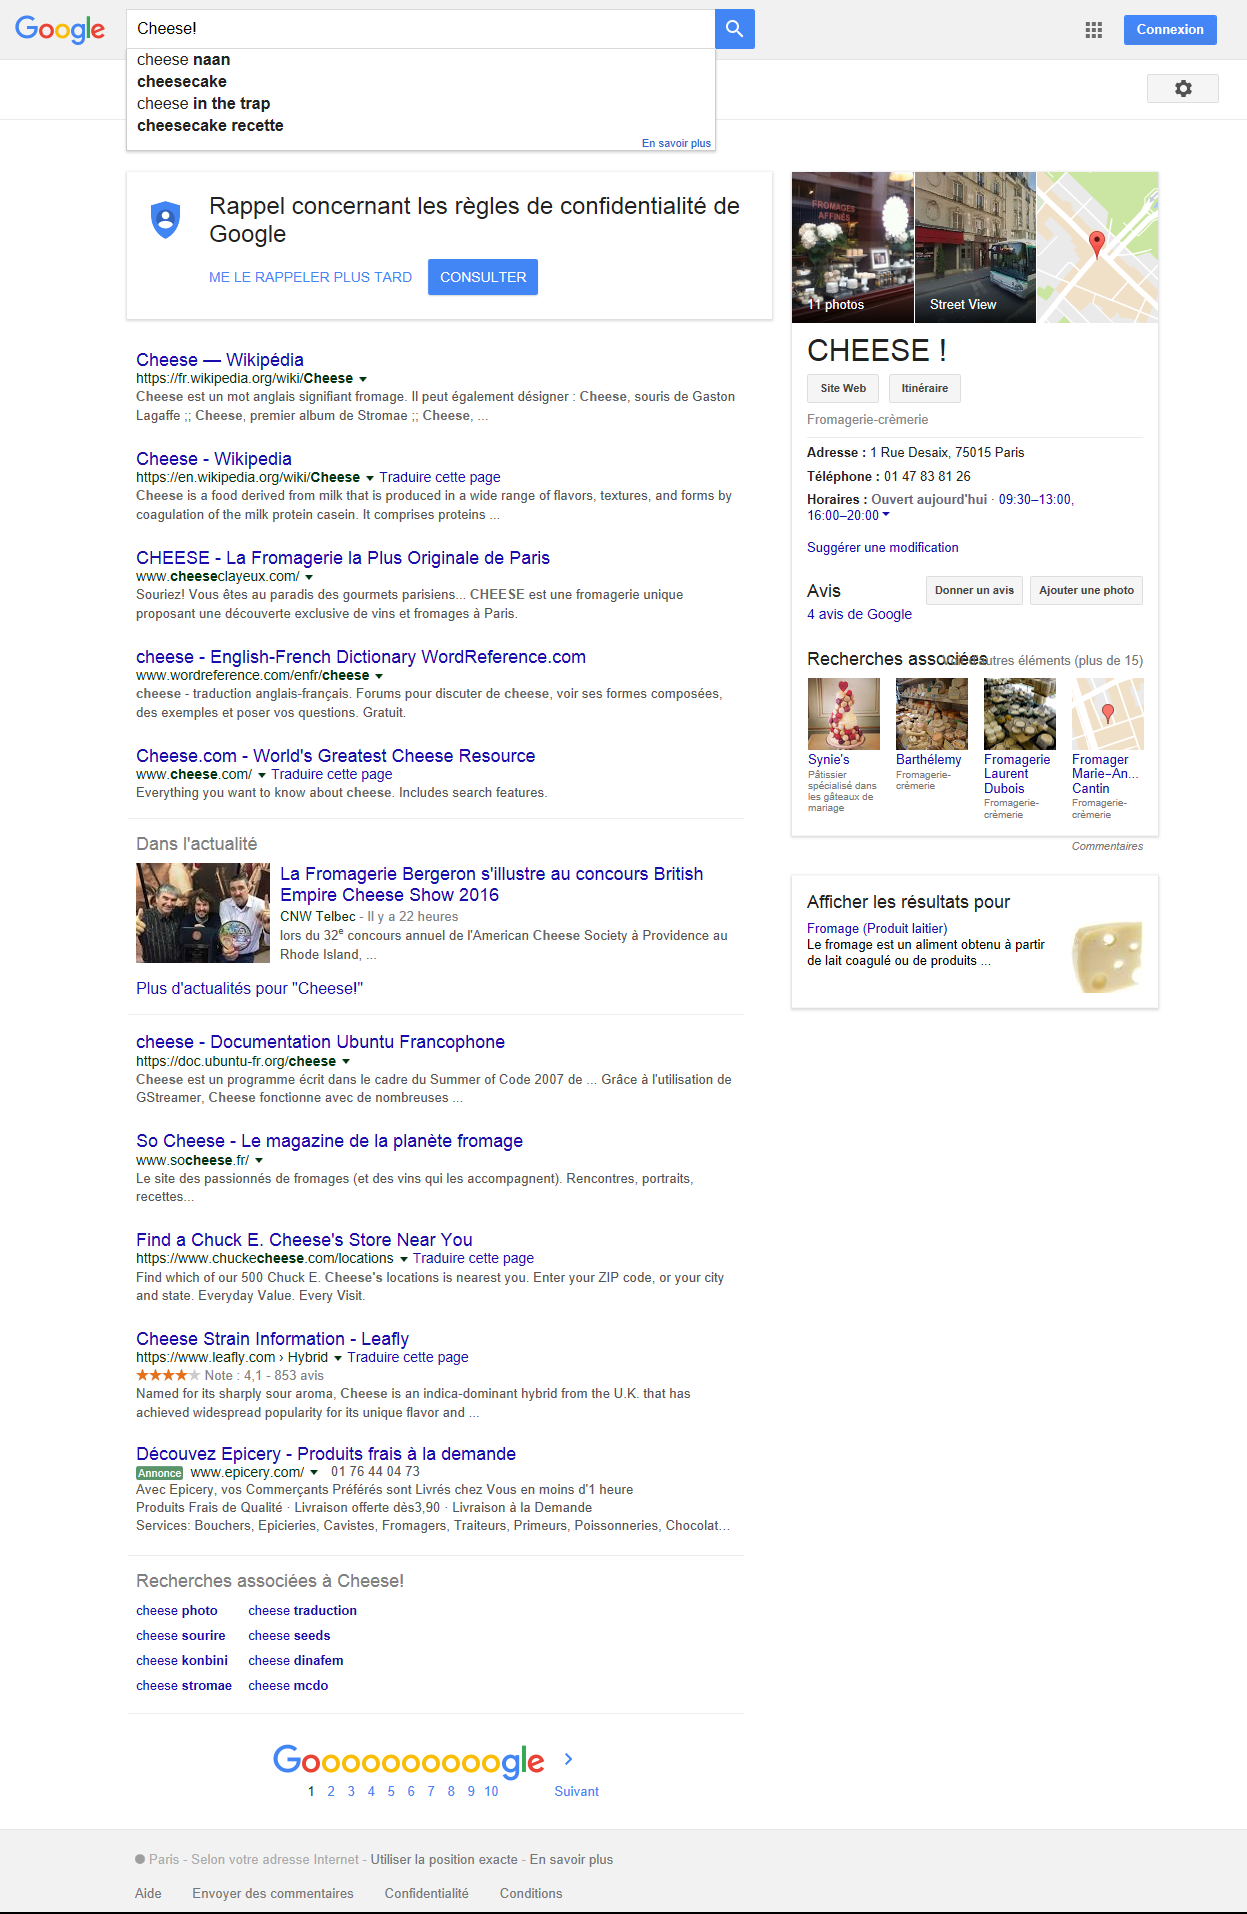 Google
Cheese!
Connexion
cheese naan
cheesecake
cheese in the trap
cheesecake recette
En savoir plus
Rappel concernant les règles de confidentialité de
Google
ME LE RAPPELER PLUS TARD
CONSULTER
Cheese — Wikipédia
https://fr.wikipedia.org/wiki/Cheese
Cheese est un mot anglais signifiant fromage. Il peut également désigner : Cheese, souris de Gaston
Lagaffe ;; Cheese, premier album de Stromae ;; Cheese, ...
Cheese - Wikipedia
https://en.wikipedia.org/wiki/Cheese Traduire cette page
Cheese is a food derived from milk that is produced in a wide range of flavors, textures, and forms by
coagulation of the milk protein casein. It comprises proteins ...
CHEESE - La Fromagerie la Plus Originale de Paris
www.cheeseclayeux.com/
Souriez! Vous êtes au paradis des gourmets parisiens... CHEESE est une fromagerie unique
proposant une découverte exclusive de vins et fromages à Paris.
cheese - English-French Dictionary WordReference.com
www.wordreference.com/enfr/cheese
cheese - traduction anglais-français. Forums pour discuter de cheese, voir ses formes composées,
des exemples et poser vos questions. Gratuit.
Cheese.com - World's Greatest Cheese Resource
www.cheese.com/ Traduire cette page
Everything you want to know about cheese. Includes search features.
Dans l'actualité
La Fromagerie Bergeron s'illustre au concours British
Empire Cheese Show 2016
CNW Telbec - Il y a 22 heures
lors du 32e concours annuel de l'American Cheese Society à Providence au
Rhode Island, ...
Plus d'actualités pour "Cheese!"
cheese - Documentation Ubuntu Francophone
https://doc.ubuntu-fr.org/cheese
Cheese est un programme écrit dans le cadre du Summer of Code 2007 de ... Grâce à l'utilisation de
GStreamer, Cheese fonctionne avec de nombreuses ...
So Cheese - Le magazine de la planète fromage
www.socheese.fr/
Le site des passionnés de fromages (et des vins qui les accompagnent). Rencontres, portraits,
recettes...
Find a Chuck E. Cheese's Store Near You
https://www.chuckecheese.com/locations Traduire cette page
Find which of our 500 Chuck E. Cheese's locations is nearest you. Enter your ZIP code, or your city
and state. Everyday Value. Every Visit.
Cheese Strain Information - Leafly
https://www.leafly.com › Hybrid Traduire cette page
Note : 4,1 - 853 avis
Named for its sharply sour aroma, Cheese is an indica-dominant hybrid from the U.K. that has
achieved widespread popularity for its unique flavor and ...
Découvez Epicery - Produits frais à la demande
Annonce www.epicery.com/ 01 76 44 04 73
Avec Epicery, vos Commerçants Préférés sont Livrés chez Vous en moins d'1 heure
Produits Frais de Qualité · Livraison offerte dès3,90 · Livraison à la Demande
Services: Bouchers, Epicieries, Cavistes, Fromagers, Traiteurs, Primeurs, Poissonneries, Chocolat...
Recherches associées à Cheese!
cheese photo cheese traduction
cheese sourire cheese seeds
cheese konbini cheese dinafem
cheese stromae cheese mcdo
Goooooooooogle
1 2 3 4 5 6 7 8 9 10 Suivant
FROMAGES
AFFINÉS
11 photos
Street View
CHEESE !
Site Web
Itinéraire
Fromagerie-crèmerie
Adresse : 1 Rue Desaix, 75015 Paris
Téléphone : 01 47 83 81 26
Horaires : Ouvert aujourd'hui · 09:30–13:00,
16:00–20:00
Suggérer une modification
Avis
Donner un avis
Ajouter une photo
4 avis de Google
Recherches associées
Voir d'autres éléments (plus de 15)
Synie's
Pâtissier
spécialisé dans
les gâteaux de
mariage
Barthélemy
Fromagerie-
crèmerie
Fromagerie
Laurent
Dubois
Fromagerie-
crèmerie
Fromager
Marie-An...
Cantin
Fromagerie-
crèmerie
Commentaires
Afficher les résultats pour
Fromage (Produit laitier)
Le fromage est un aliment obtenu à partir
de lait coagulé ou de produits ...
Paris - Selon votre adresse Internet - Utiliser la position exacte - En savoir plus
Aide Envoyer des commentaires Confidentialité Conditions